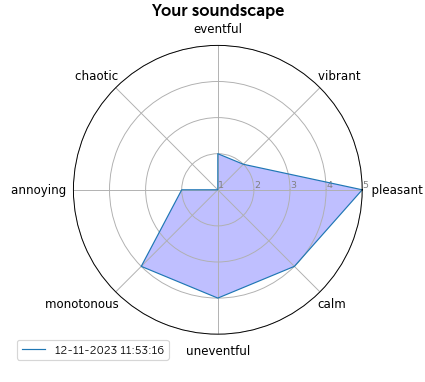 Your soundscape
eventful
chaotic
vibrant
annoying
1 2 3 4 5
pleasant
monotonous
calm
uneventful
12-11-2023 11:53:16